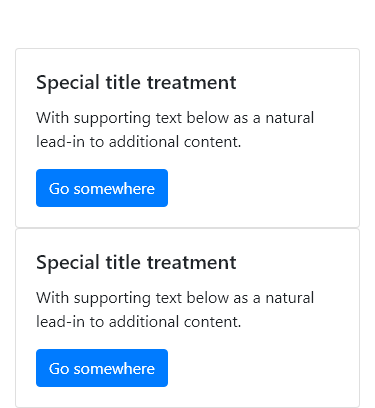 Special title treatment
With supporting text below as a natural
lead-in to additional content.
Go somewhere
Special title treatment
With supporting text below as a natural
lead-in to additional content.
Go somewhere